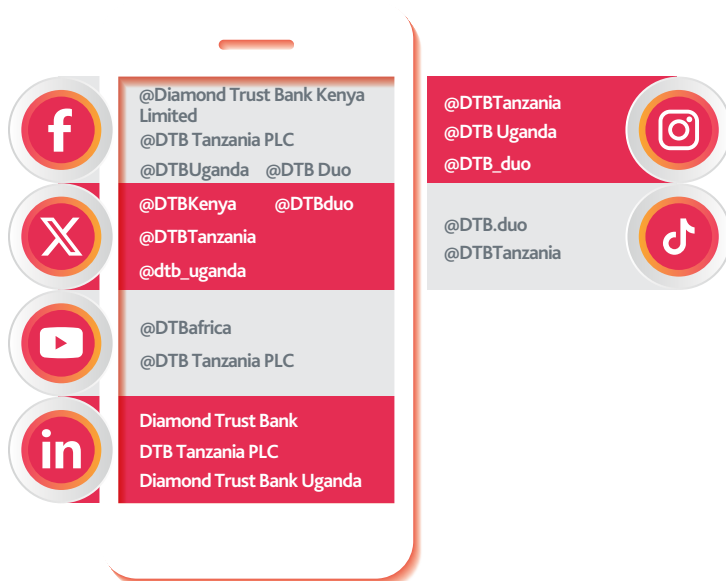 @Diamond Trust Bank Kenya
Limited
@DTB Tanzania PLC
@DTBUganda @DTB Duo
@DTBKenya @DTBduo
@DTBTanzania
@dtb_uganda
@DTBafrica
@DTB Tanzania PLC
Diamond Trust Bank
DTB Tanzania PLC
Diamond Trust Bank Uganda
@DTBTanzania
@DTB Uganda
@DTB_duo
@DTB.duo
@DTBTanzania